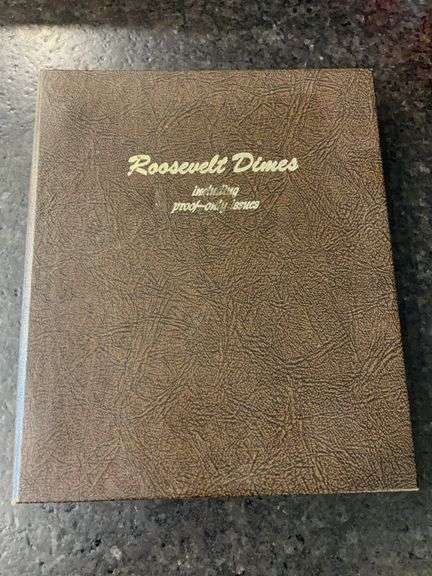 Roosevelt Dimes
including
proof-only issues